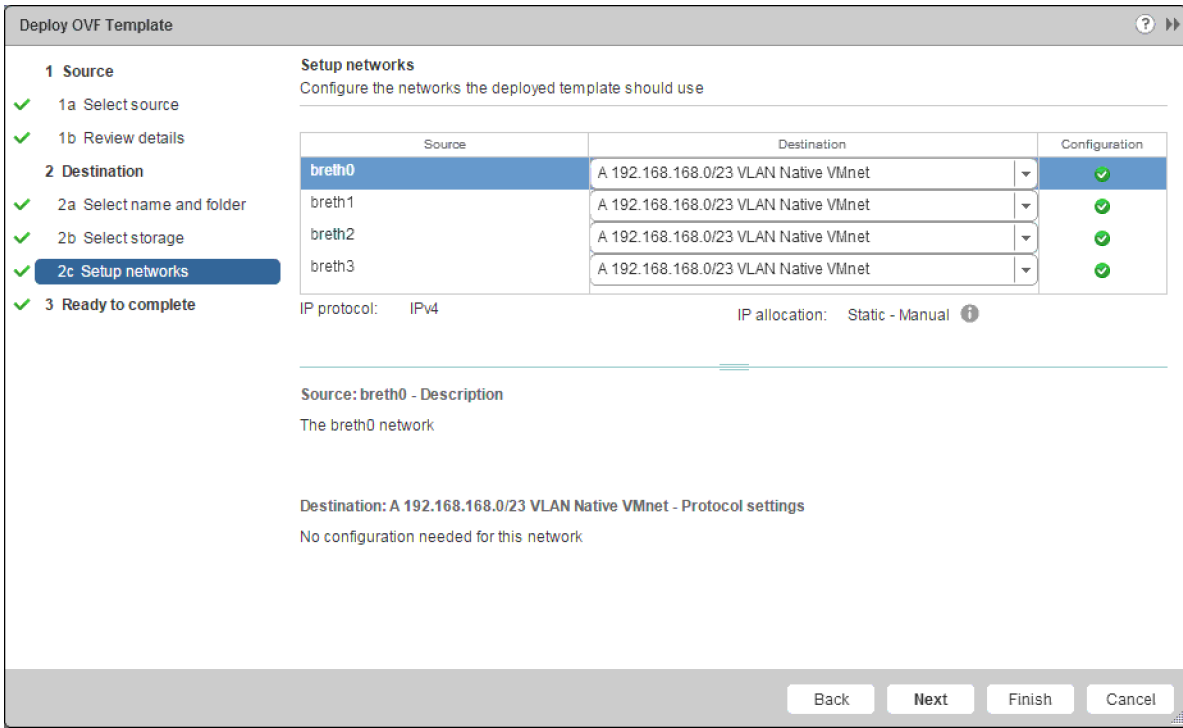 Deploy OVF Template
?
1 Source
1a Select source
1b Review details
2 Destination
2a Select name and folder
2b Select storage
2c Setup networks
3 Ready to complete
Setup networks
Configure the networks the deployed template should use
Source Destination Configuration
breth0 A 192.168.168.0/23 VLAN Native VMnet
breth1 A 192.168.168.0/23 VLAN Native VMnet
breth2 A 192.168.168.0/23 VLAN Native VMnet
breth3 A 192.168.168.0/23 VLAN Native VMnet
IP protocol: IPv4 IP allocation: Static - Manual i
Source: breth0 - Description
The breth0 network
Destination: A 192.168.168.0/23 VLAN Native VMnet - Protocol settings
No configuration needed for this network
Back Next Finish Cancel